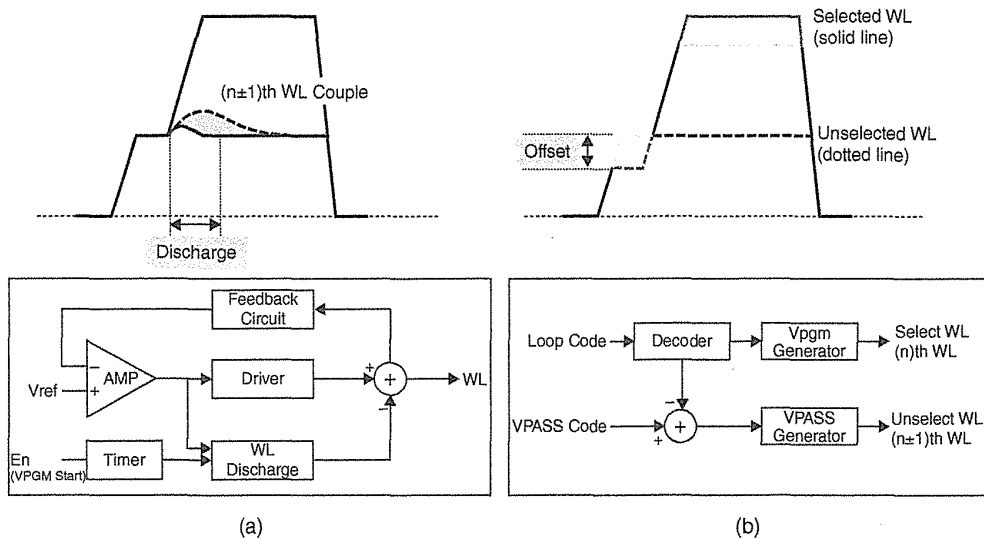 (n±1)th WL Couple
Discharge
Selected WL
(solid line)
Unselected WL
(dotted line)
Offset
Feedback
Circuit
AMP
−
+
Vref
Driver
+
+
−
WL
En
(VPGM Start)
Timer
WL
Discharge
(a)
Loop Code
Decoder
Vpgm
Generator
Select WL
(n)th WL
VPASS Code
−
+
+
VPASS
Generator
Unselect WL
(n±1)th WL
(b)